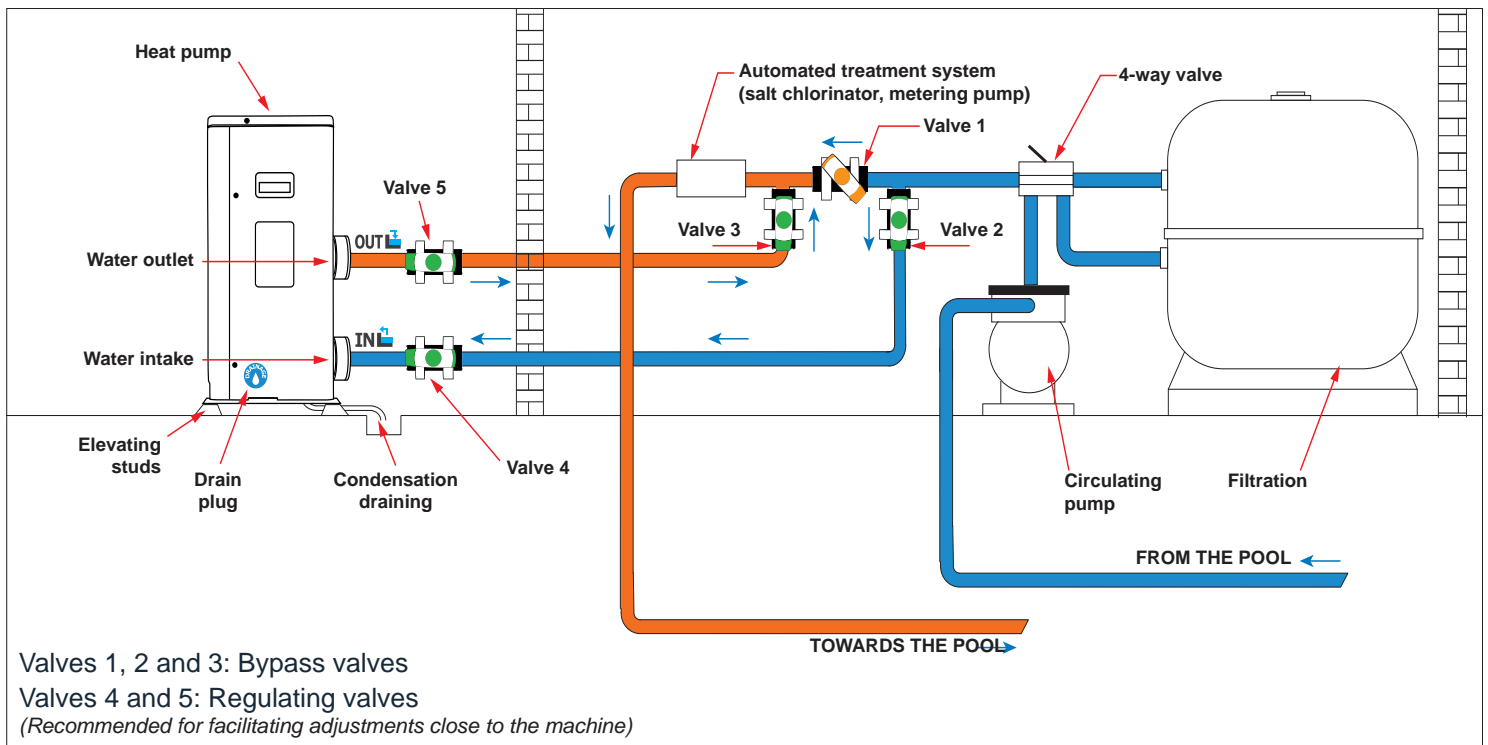 Heat pump
Automated treatment system
(salt chlorinator, metering pump)
4-way valve
Valve 1
Valve 5
OUT
Valve 3
Valve 2
Water outlet
IN
Water intake
DRAINAGE
Elevating
studs
Drain
plug
Condensation
draining
Valve 4
Circulating
pump
Filtration
FROM THE POOL
TOWARDS THE POOL
Valves 1, 2 and 3: Bypass valves
Valves 4 and 5: Regulating valves
(Recommended for facilitating adjustments close to the machine)